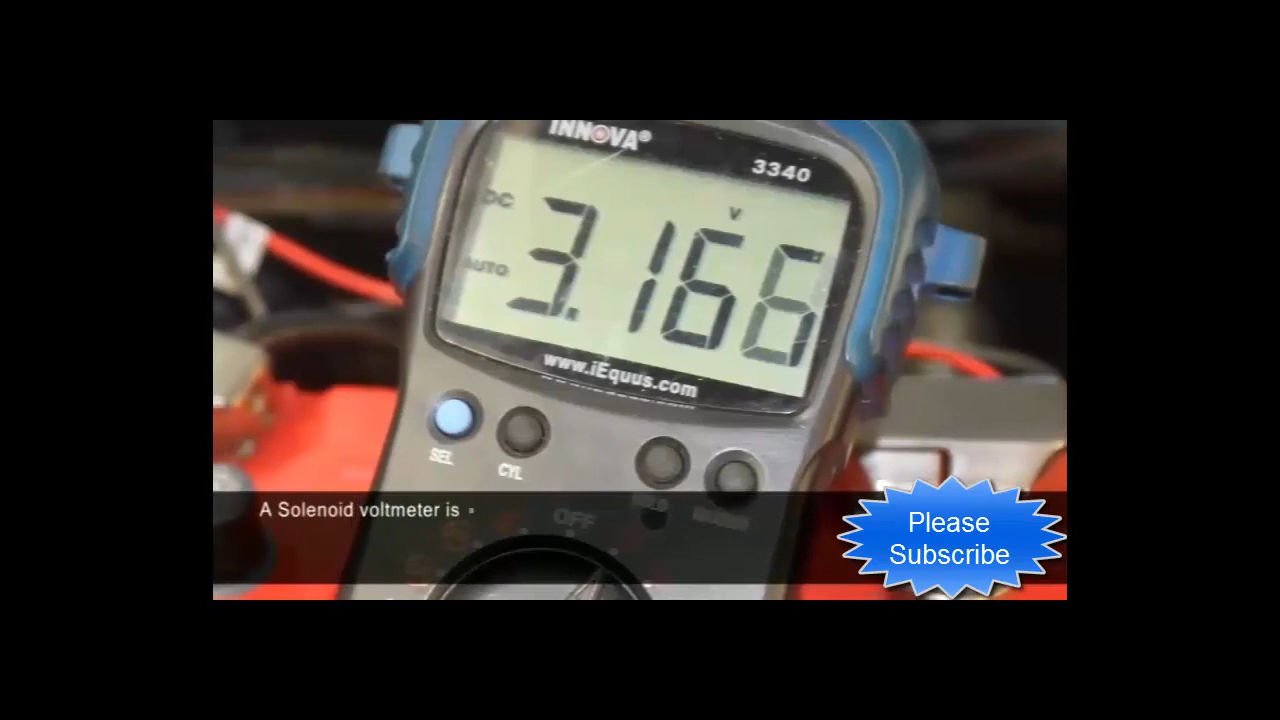 INNOVA®
3340
DC
V
AUTO
3.166
www.iEquus.com
SEL
CYL
OFF
A Solenoid voltmeter is
Please
Subscribe